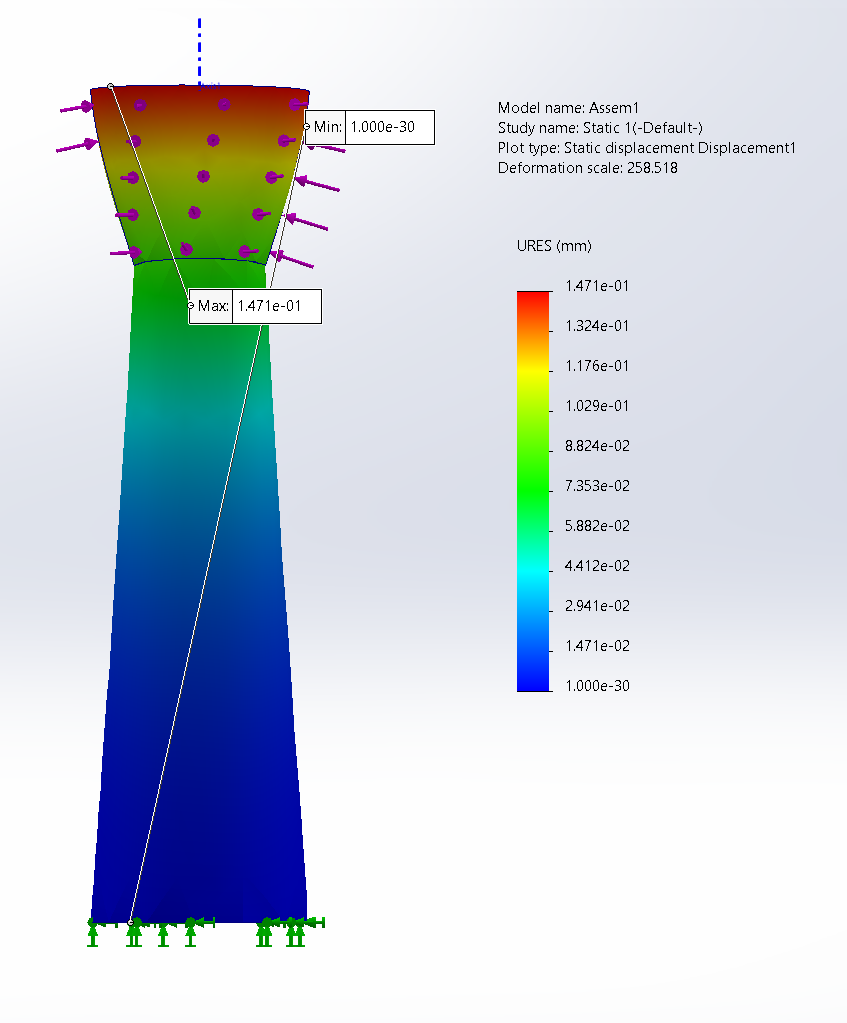 Min: 1.000e-30
Model name: Assem1
Study name: Static 1(-Default-)
Plot type: Static displacement Displacement1
Deformation scale: 258.518
URES (mm)
1.471e-01
1.324e-01
1.176e-01
1.029e-01
8.824e-02
7.353e-02
5.882e-02
4.412e-02
2.941e-02
1.471e-02
1.000e-30
Max: 1.471e-01